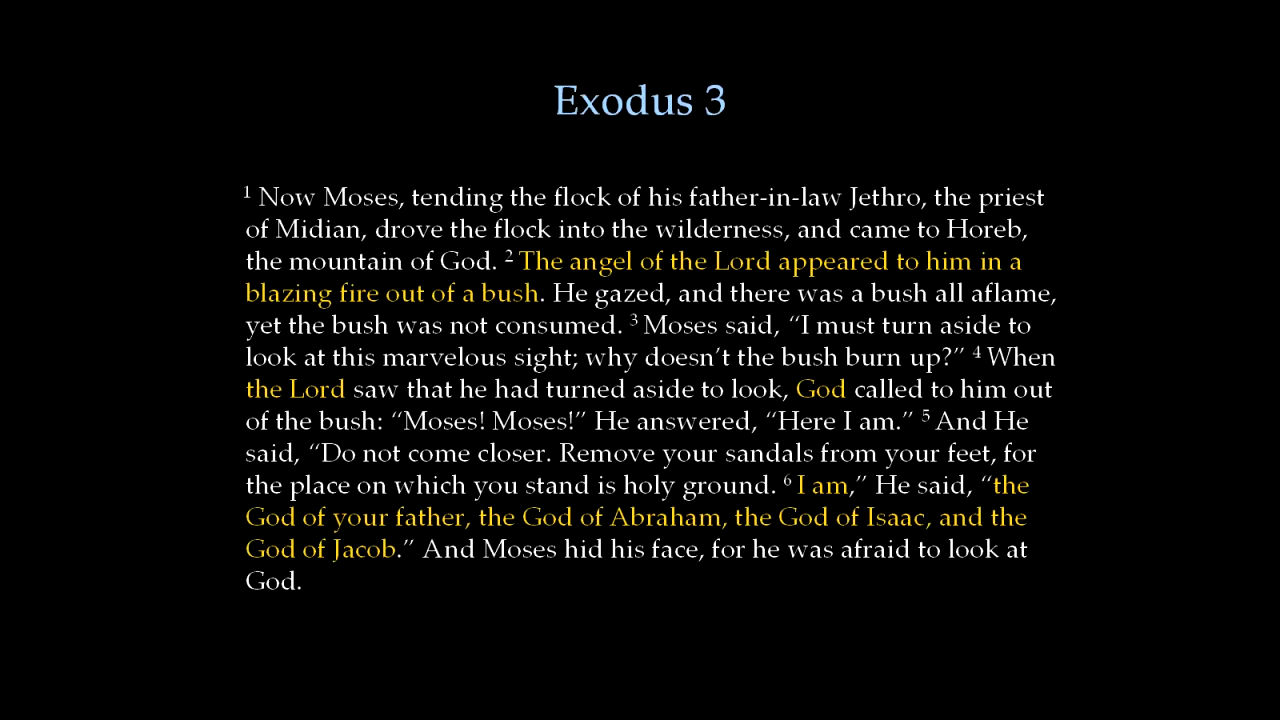 Exodus 3
¹ Now Moses, tending the flock of his father-in-law Jethro, the priest
of Midian, drove the flock into the wilderness, and came to Horeb,
the mountain of God. ² The angel of the Lord appeared to him in a
blazing fire out of a bush. He gazed, and there was a bush all aflame,
yet the bush was not consumed. ³ Moses said, “I must turn aside to
look at this marvelous sight; why doesn’t the bush burn up?” ⁴ When
the Lord saw that he had turned aside to look, God called to him out
of the bush: “Moses! Moses!” He answered, “Here I am.” ⁵ And He
said, “Do not come closer. Remove your sandals from your feet, for
the place on which you stand is holy ground. ⁶ I am,” He said, “the
God of your father, the God of Abraham, the God of Isaac, and the
God of Jacob.” And Moses hid his face, for he was afraid to look at
God.